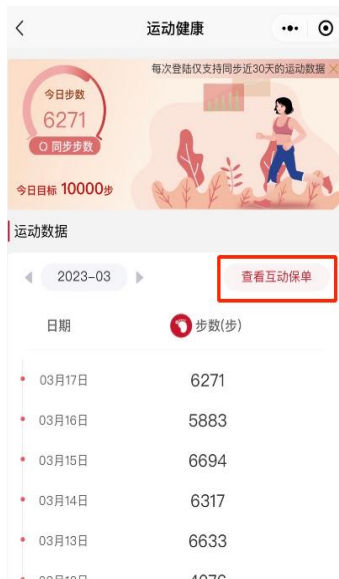 运动健康
每次登陆仅支持同步近30天的运动数据
今日步数
6271
同步步数
今日目标 10000步
运动数据
2023-03
查看互动保单
日期 步数(步)
03月17日 6271
03月16日 5883
03月15日 6694
03月14日 6317
03月13日 6633